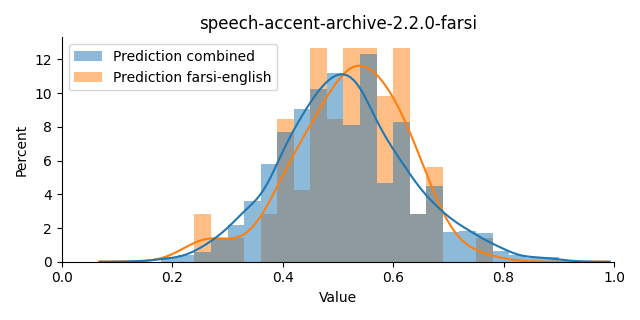 speech-accent-archive-2.2.0-farsi
Prediction combined
Prediction farsi-english
Percent
12
10
8
6
4
2
0
0.0 0.2 0.4 0.6 0.8 1.0
Value